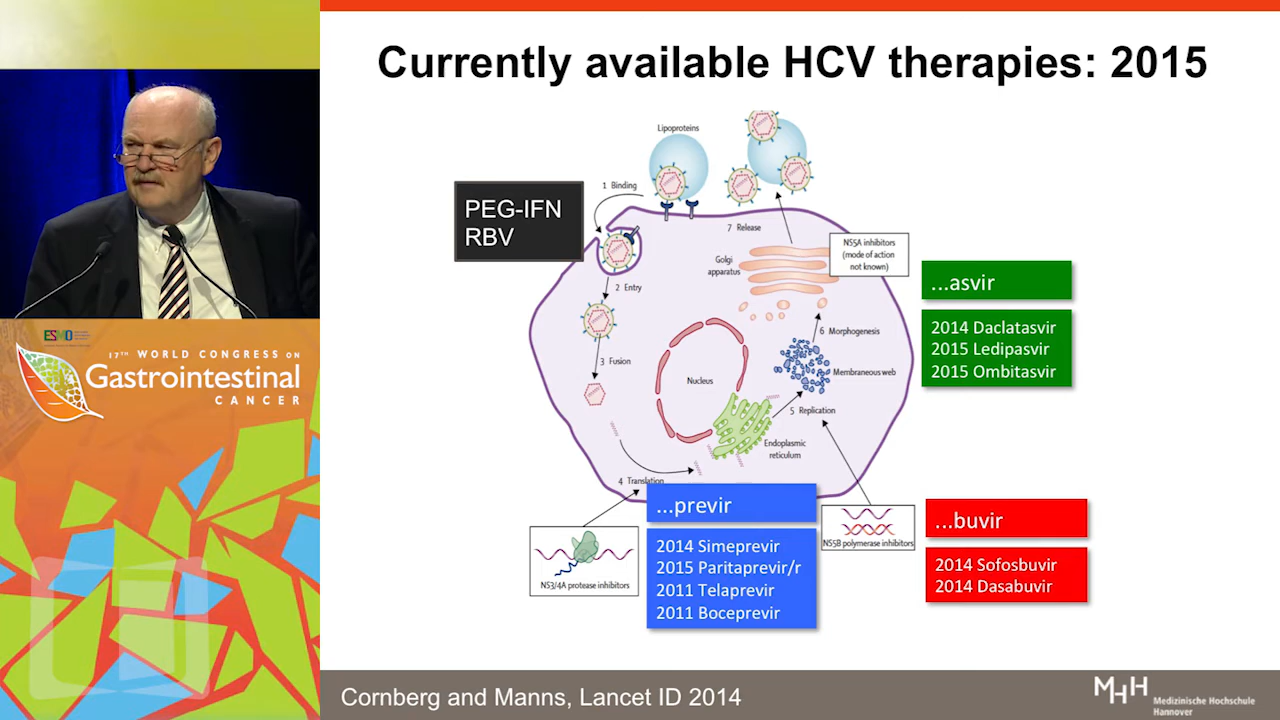 Currently available HCV therapies: 2015
Lipoproteins
1 Binding
PEG-IFN
RBV
7 Release
NS5A inhibitors
(mode of action
not known)
Golgi
apparatus
...asvir
2 Entry
2014 Daclatasvir
2015 Ledipasvir
2015 Ombitasvir
6 Morphogenesis
3 Fusion
Nucleus
Membraneous web
5 Replication
Endoplasmic
reticulum
4 Translation
...previr
...buvir
NS5B polymerase inhibitors
2014 Simeprevir
2015 Paritaprevir/r
2011 Telaprevir
2011 Boceprevir
2014 Sofosbuvir
2014 Dasabuvir
NS3/4A protease inhibitors
Cornberg and Manns, Lancet ID 2014
MHH
Medizinische Hochschule
Hannover
ESMO
17TH WORLD CONGRESS ON
Gastrointestinal
CANCER